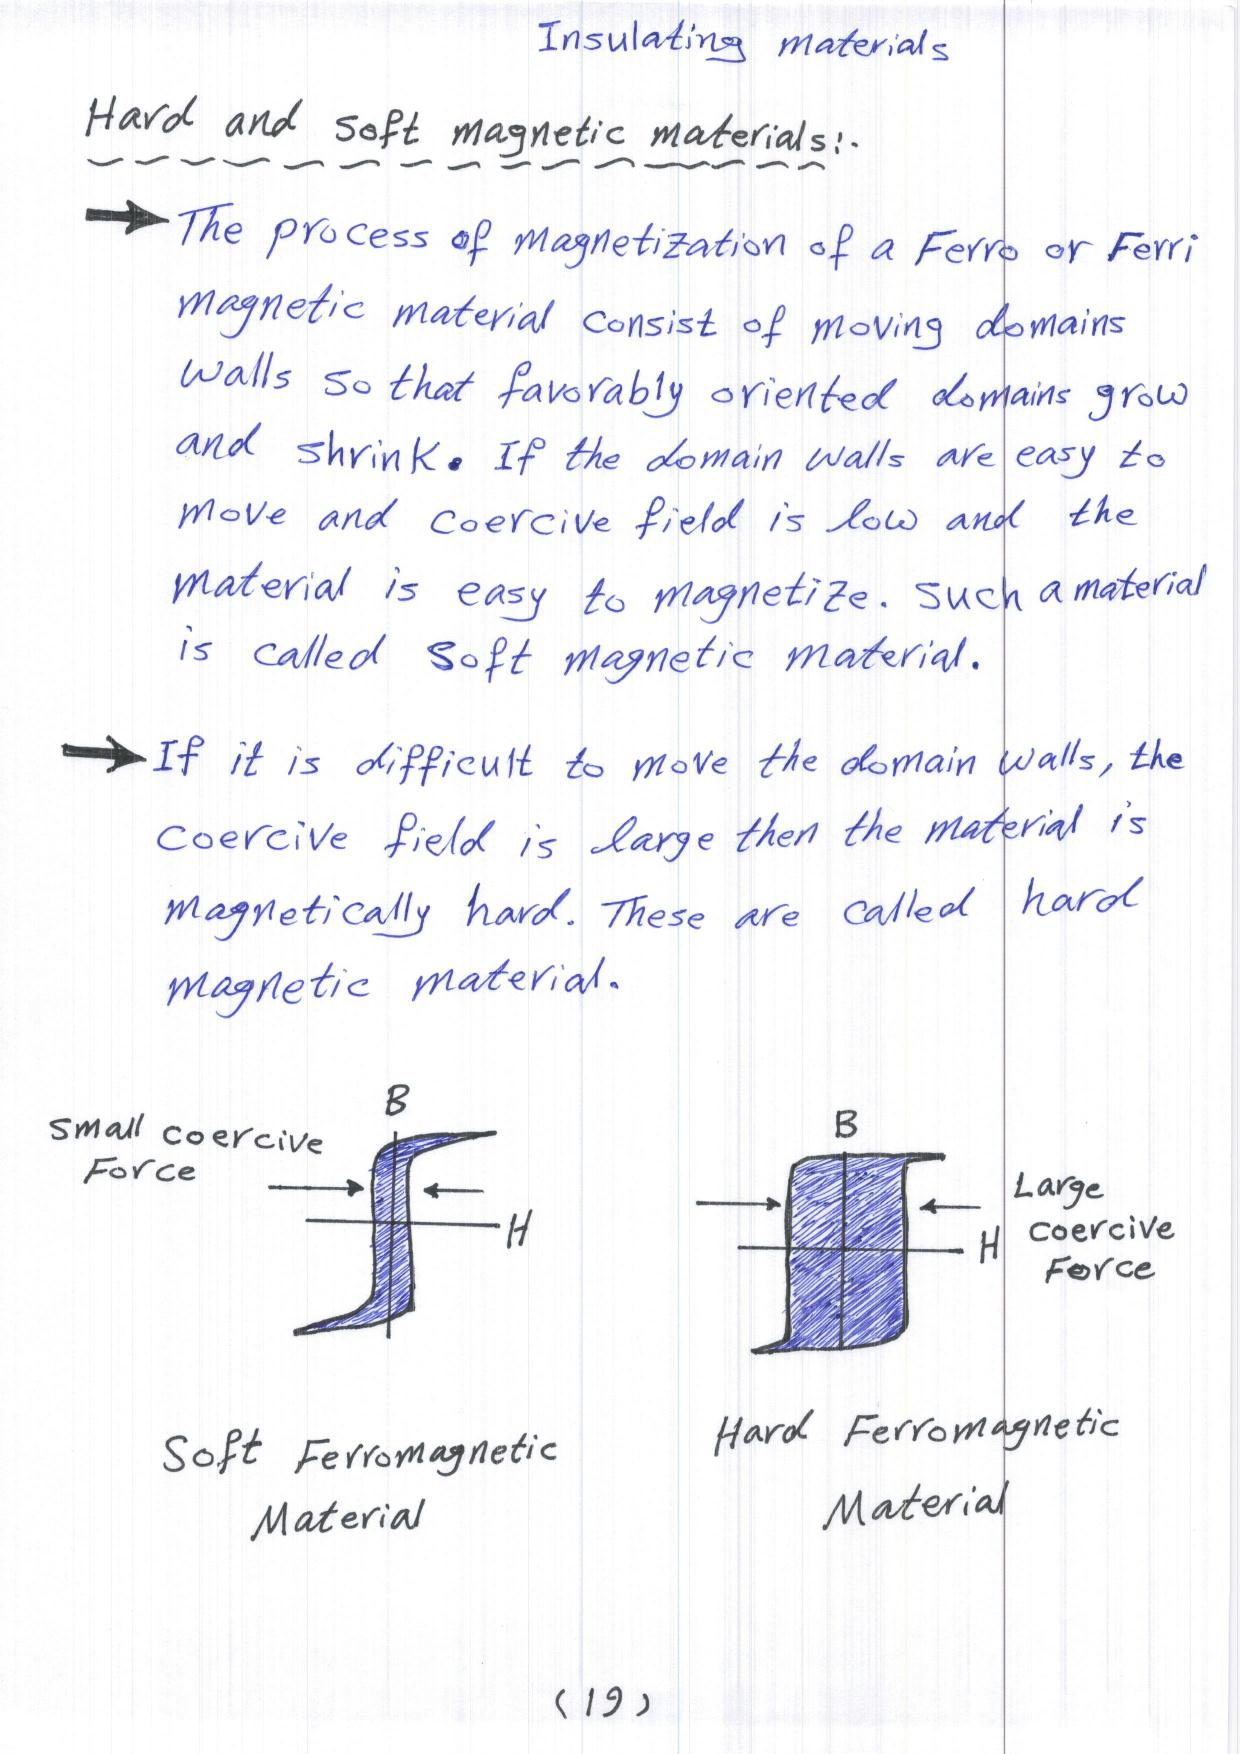 Insulating materials
Hard and soft magnetic materials:.
The process of magnetization of a Ferro or Ferri
magnetic material consist of moving domains
walls so that favorably oriented domains grow
and shrink. If the domain walls are easy to
move and coercive field is low and the
material is easy to magnetize. Such a material
is called soft magnetic material.
If it is difficult to move the domain walls, the
coercive field is large then the material is
magnetically hard. These are called hard
magnetic material.
B
small coercive
Force
H
B
Large
coercive
Force
H
Soft Ferromagnetic
Material
Hard Ferromagnetic
Material
(19)